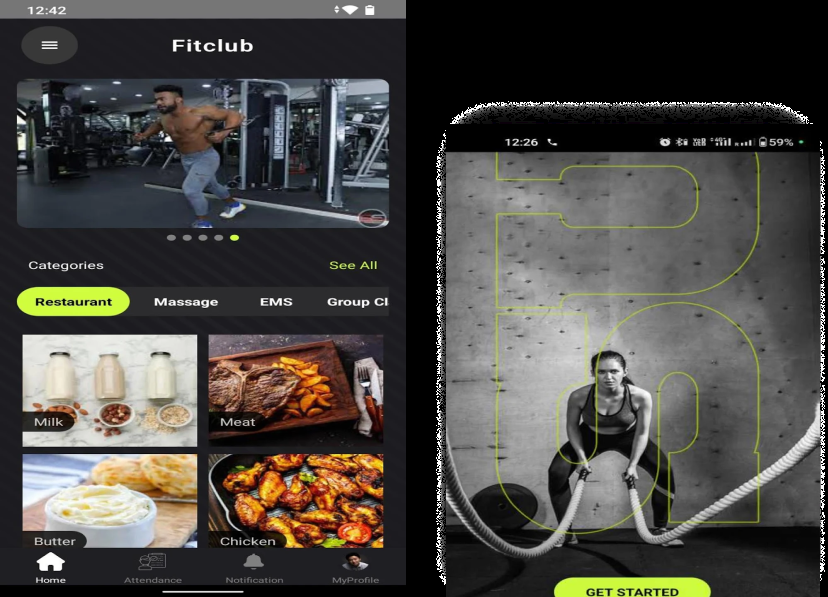 12:42
Fitclub
Categories
See All
Restaurant
Massage
EMS
Group Cl
Milk
Meat
Butter
Chicken
Home
Attendance
Notification
MyProfile
12:26
59%
GET STARTED